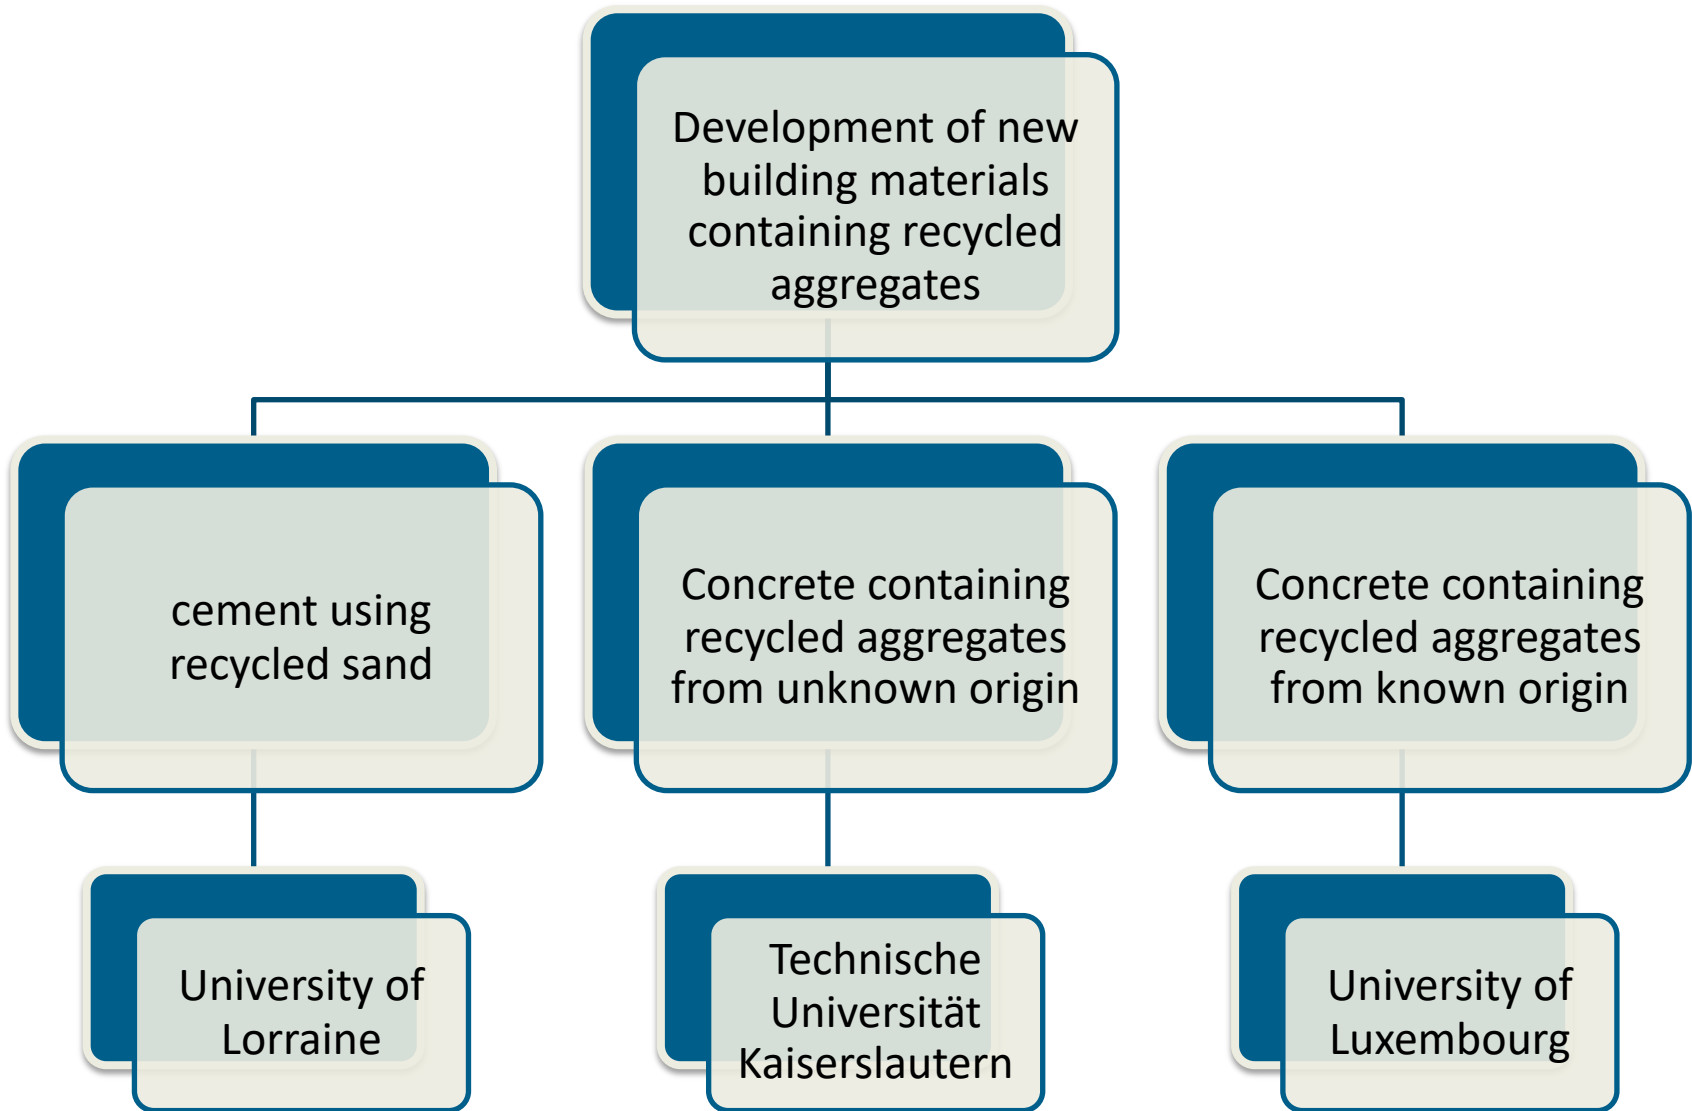 Development of new
building materials
containing recycled
aggregates
cement using
recycled sand
Concrete containing
recycled aggregates
from unknown origin
Concrete containing
recycled aggregates
from known origin
University of
Lorraine
Technische
Universität
Kaiserslautern
University of
Luxembourg